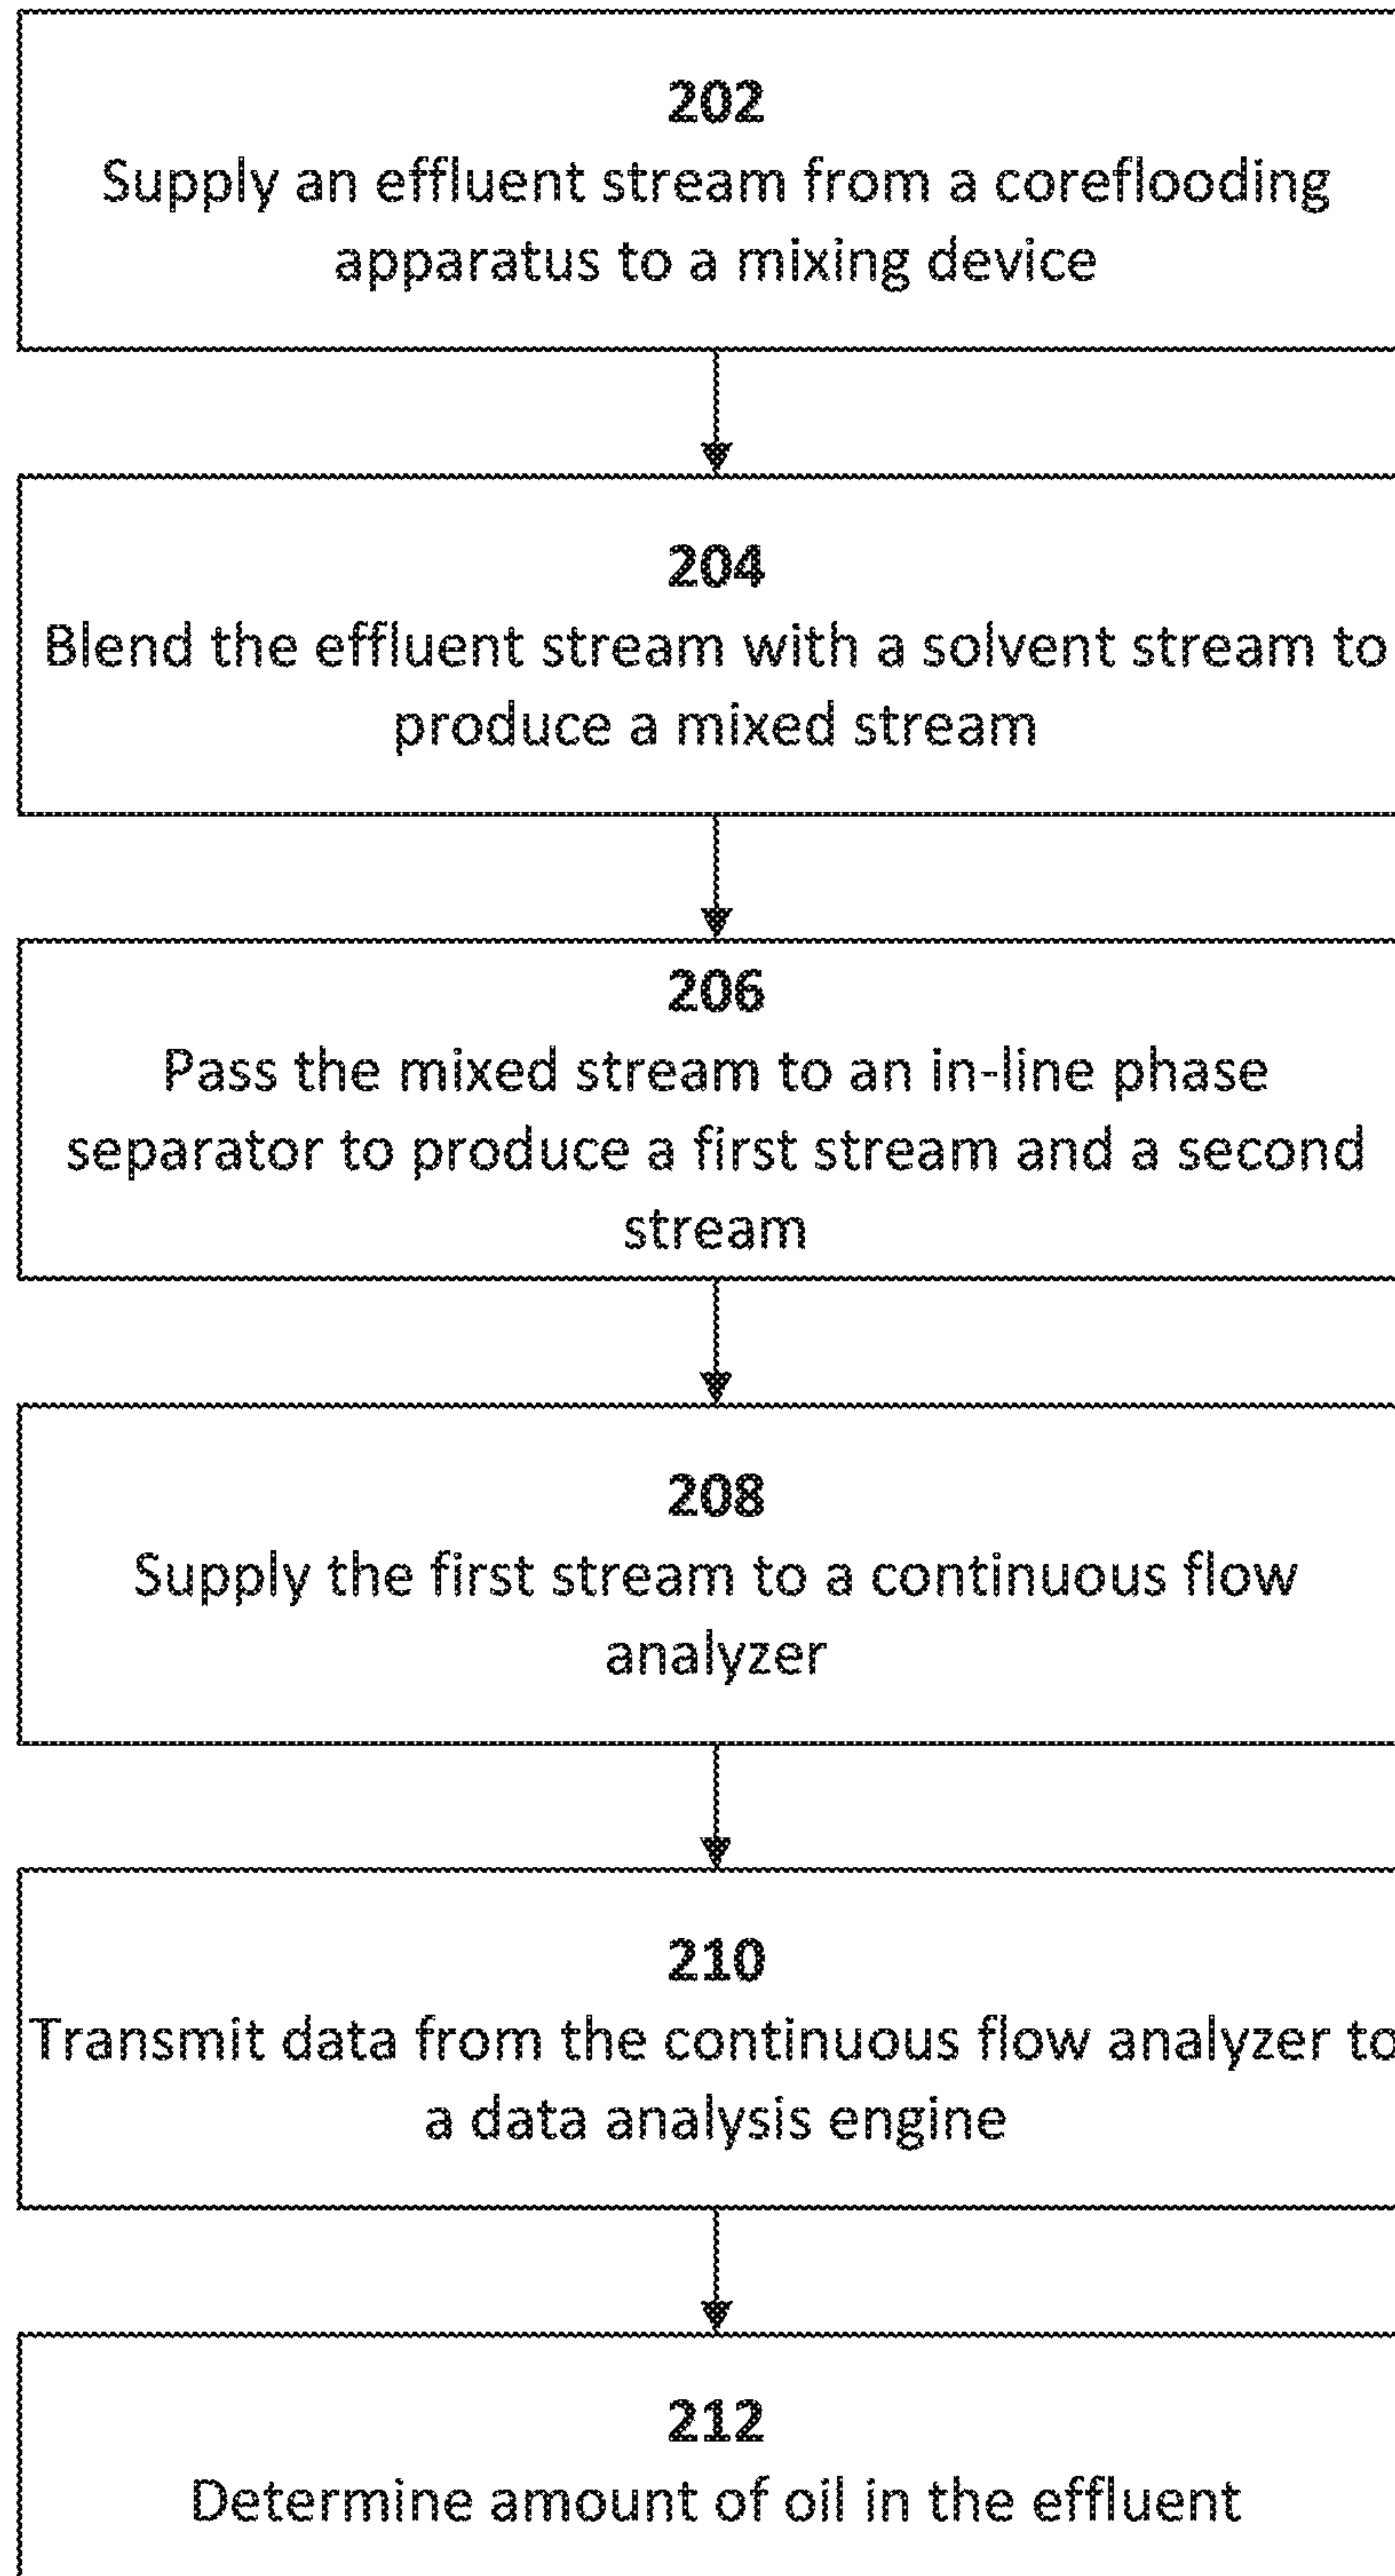 202
Supply an effluent stream from a coreflooding
apparatus to a mixing device
204
Blend the effluent stream with a solvent stream to
produce a mixed stream
206
Pass the mixed stream to an in-line phase
separator to produce a first stream and a second
stream
208
Supply the first stream to a continuous flow
analyzer
210
Transmit data from the continuous flow analyzer to
a data analysis engine
212
Determine amount of oil in the effluent